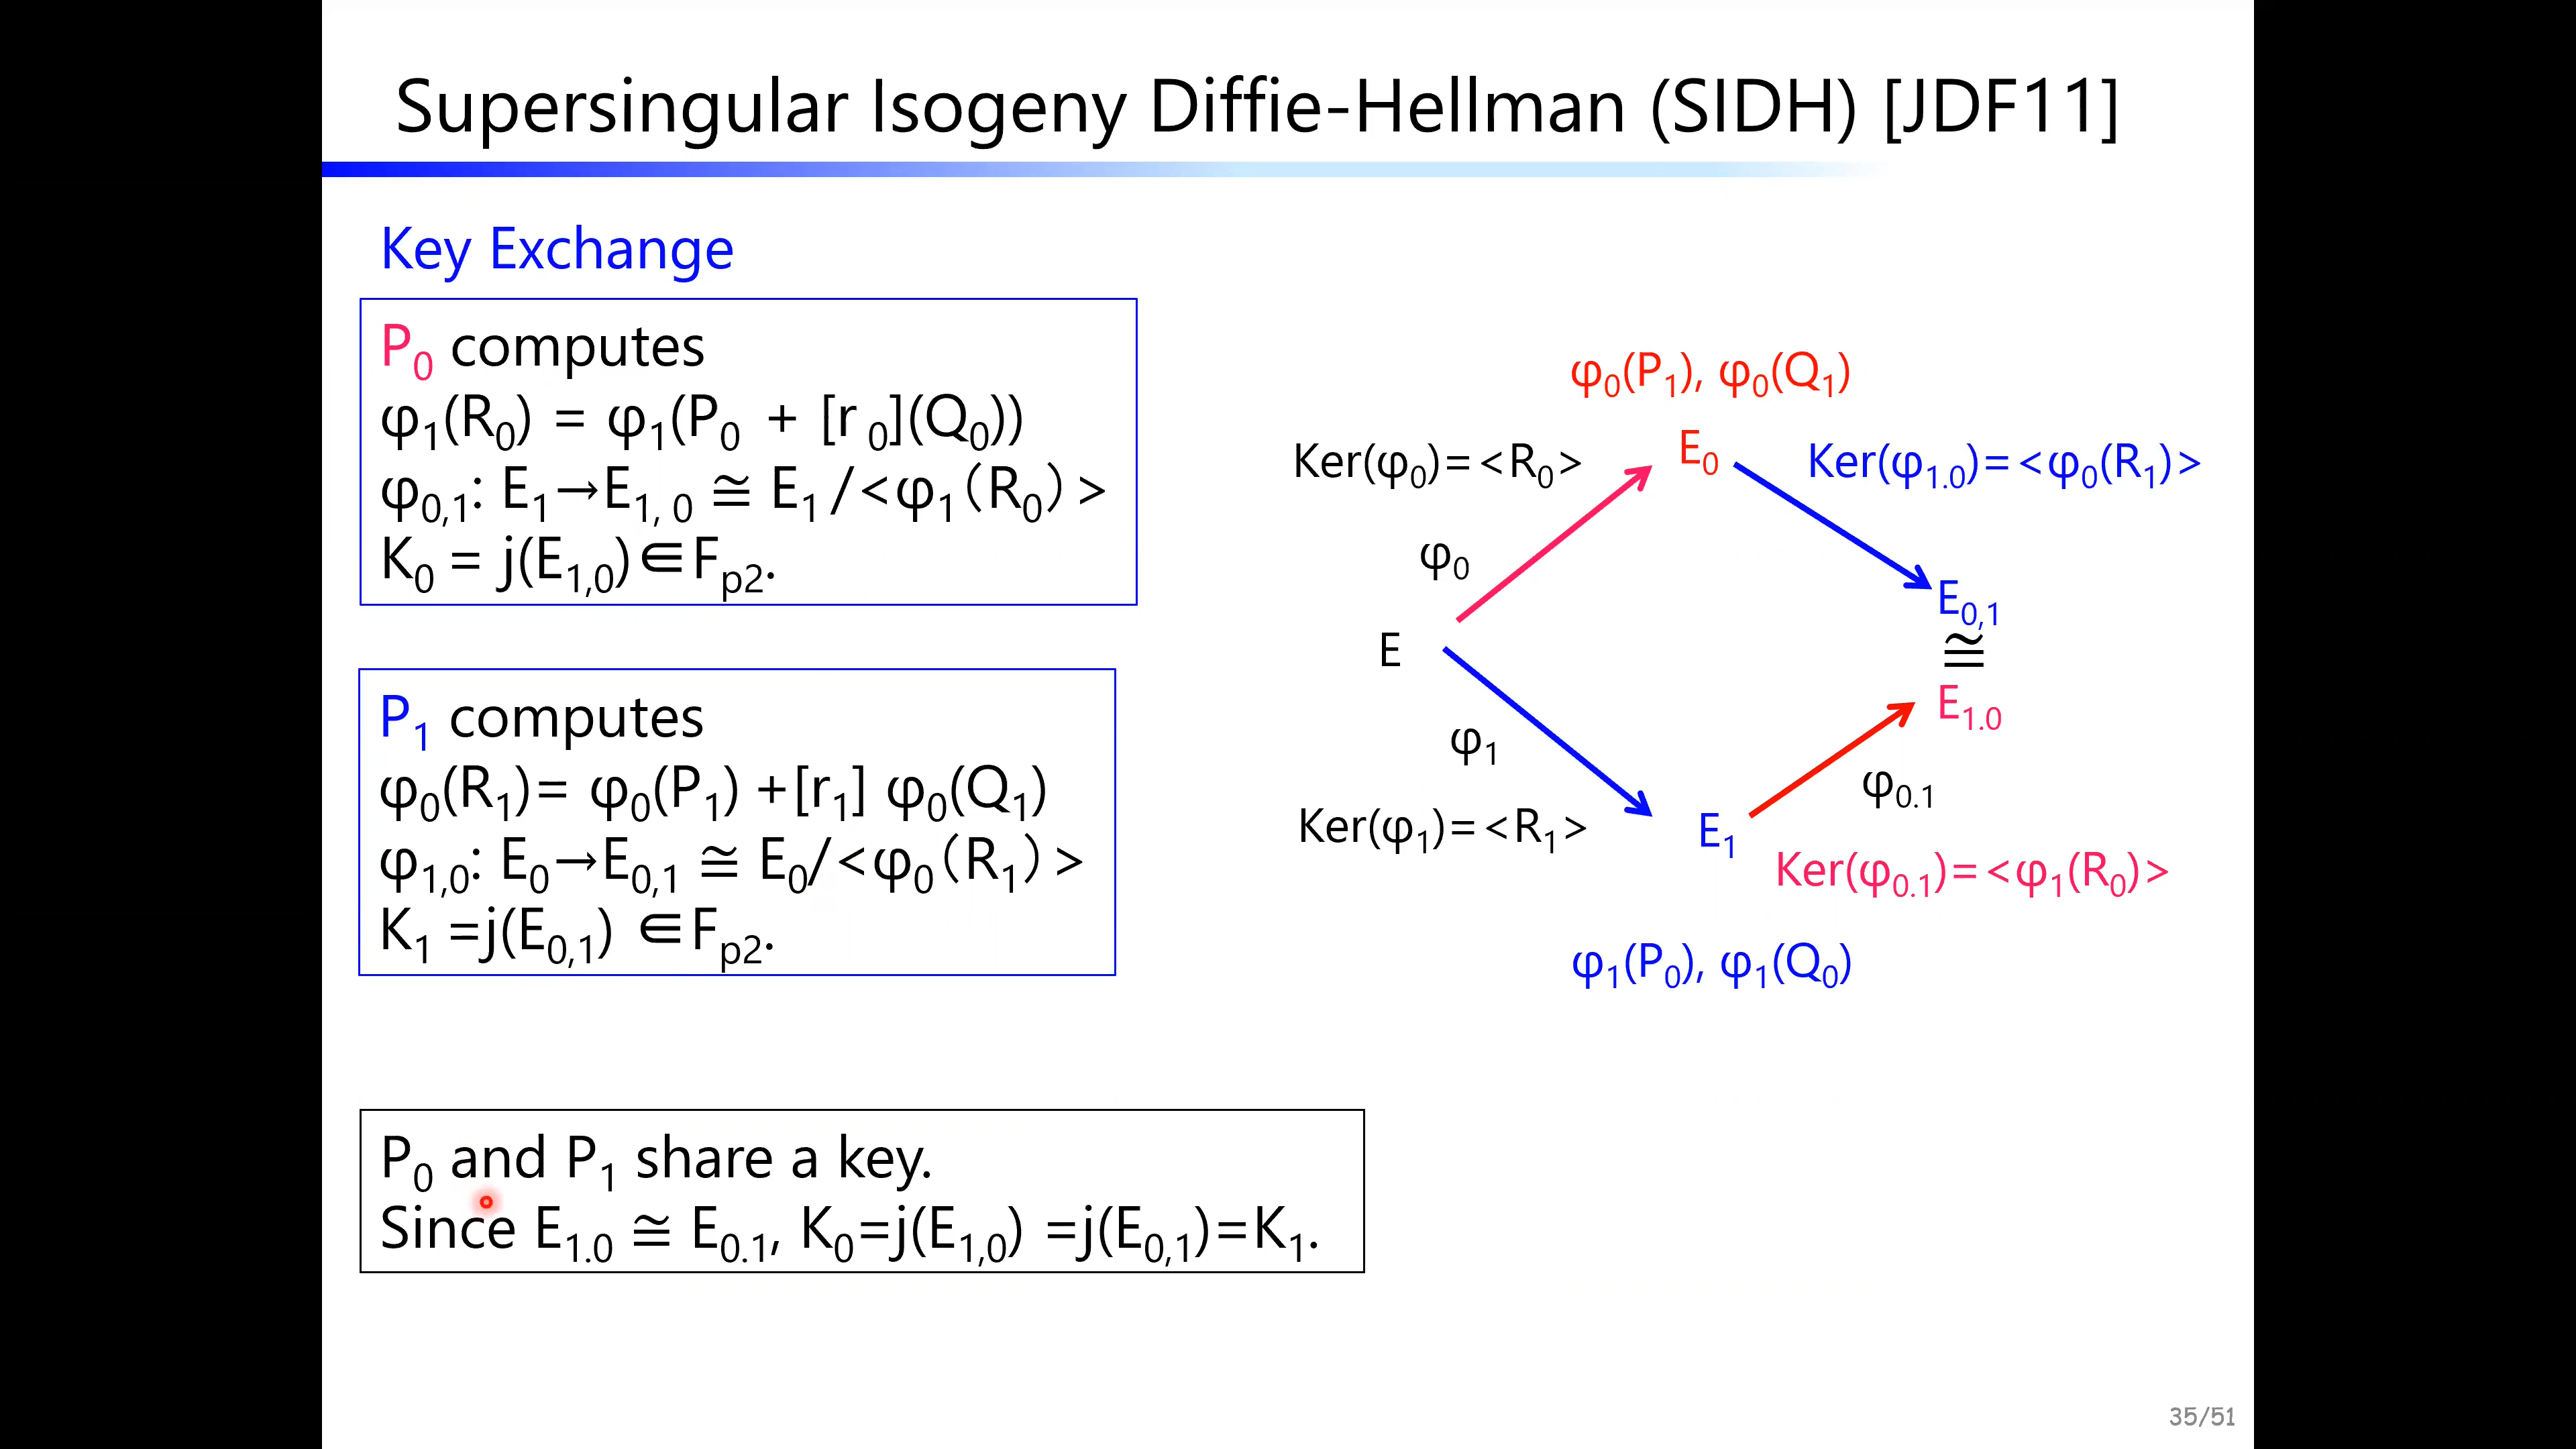 Supersingular Isogeny Diffie-Hellman (SIDH) [JDF11]
Key Exchange
P0 computes
φ1(R0) = φ1(P0 + [r 0](Q0))
φ0,1: E1→E1, 0 ≅ E1 /<φ1(R0)>
K0 = j(E1,0)∈Fp2.
P1 computes
φ0(R1)= φ0(P1) +[r1] φ0(Q1)
φ1,0: E0→E0,1 ≅ E0/<φ0(R1)>
K1 =j(E0,1) ∈Fp2.
P0 and P1 share a key.
Since E1.0 ≅ E0.1, K0=j(E1,0) =j(E0,1)=K1.
φ0(P1), φ0(Q1)
Ker(φ0)=<R0>
E0
Ker(φ1.0)=<φ0(R1)>
φ0
E0,1
E
≅
E1.0
φ1
φ0.1
Ker(φ1)=<R1>
E1
Ker(φ0.1)=<φ1(R0)>
φ1(P0), φ1(Q0)
35/51